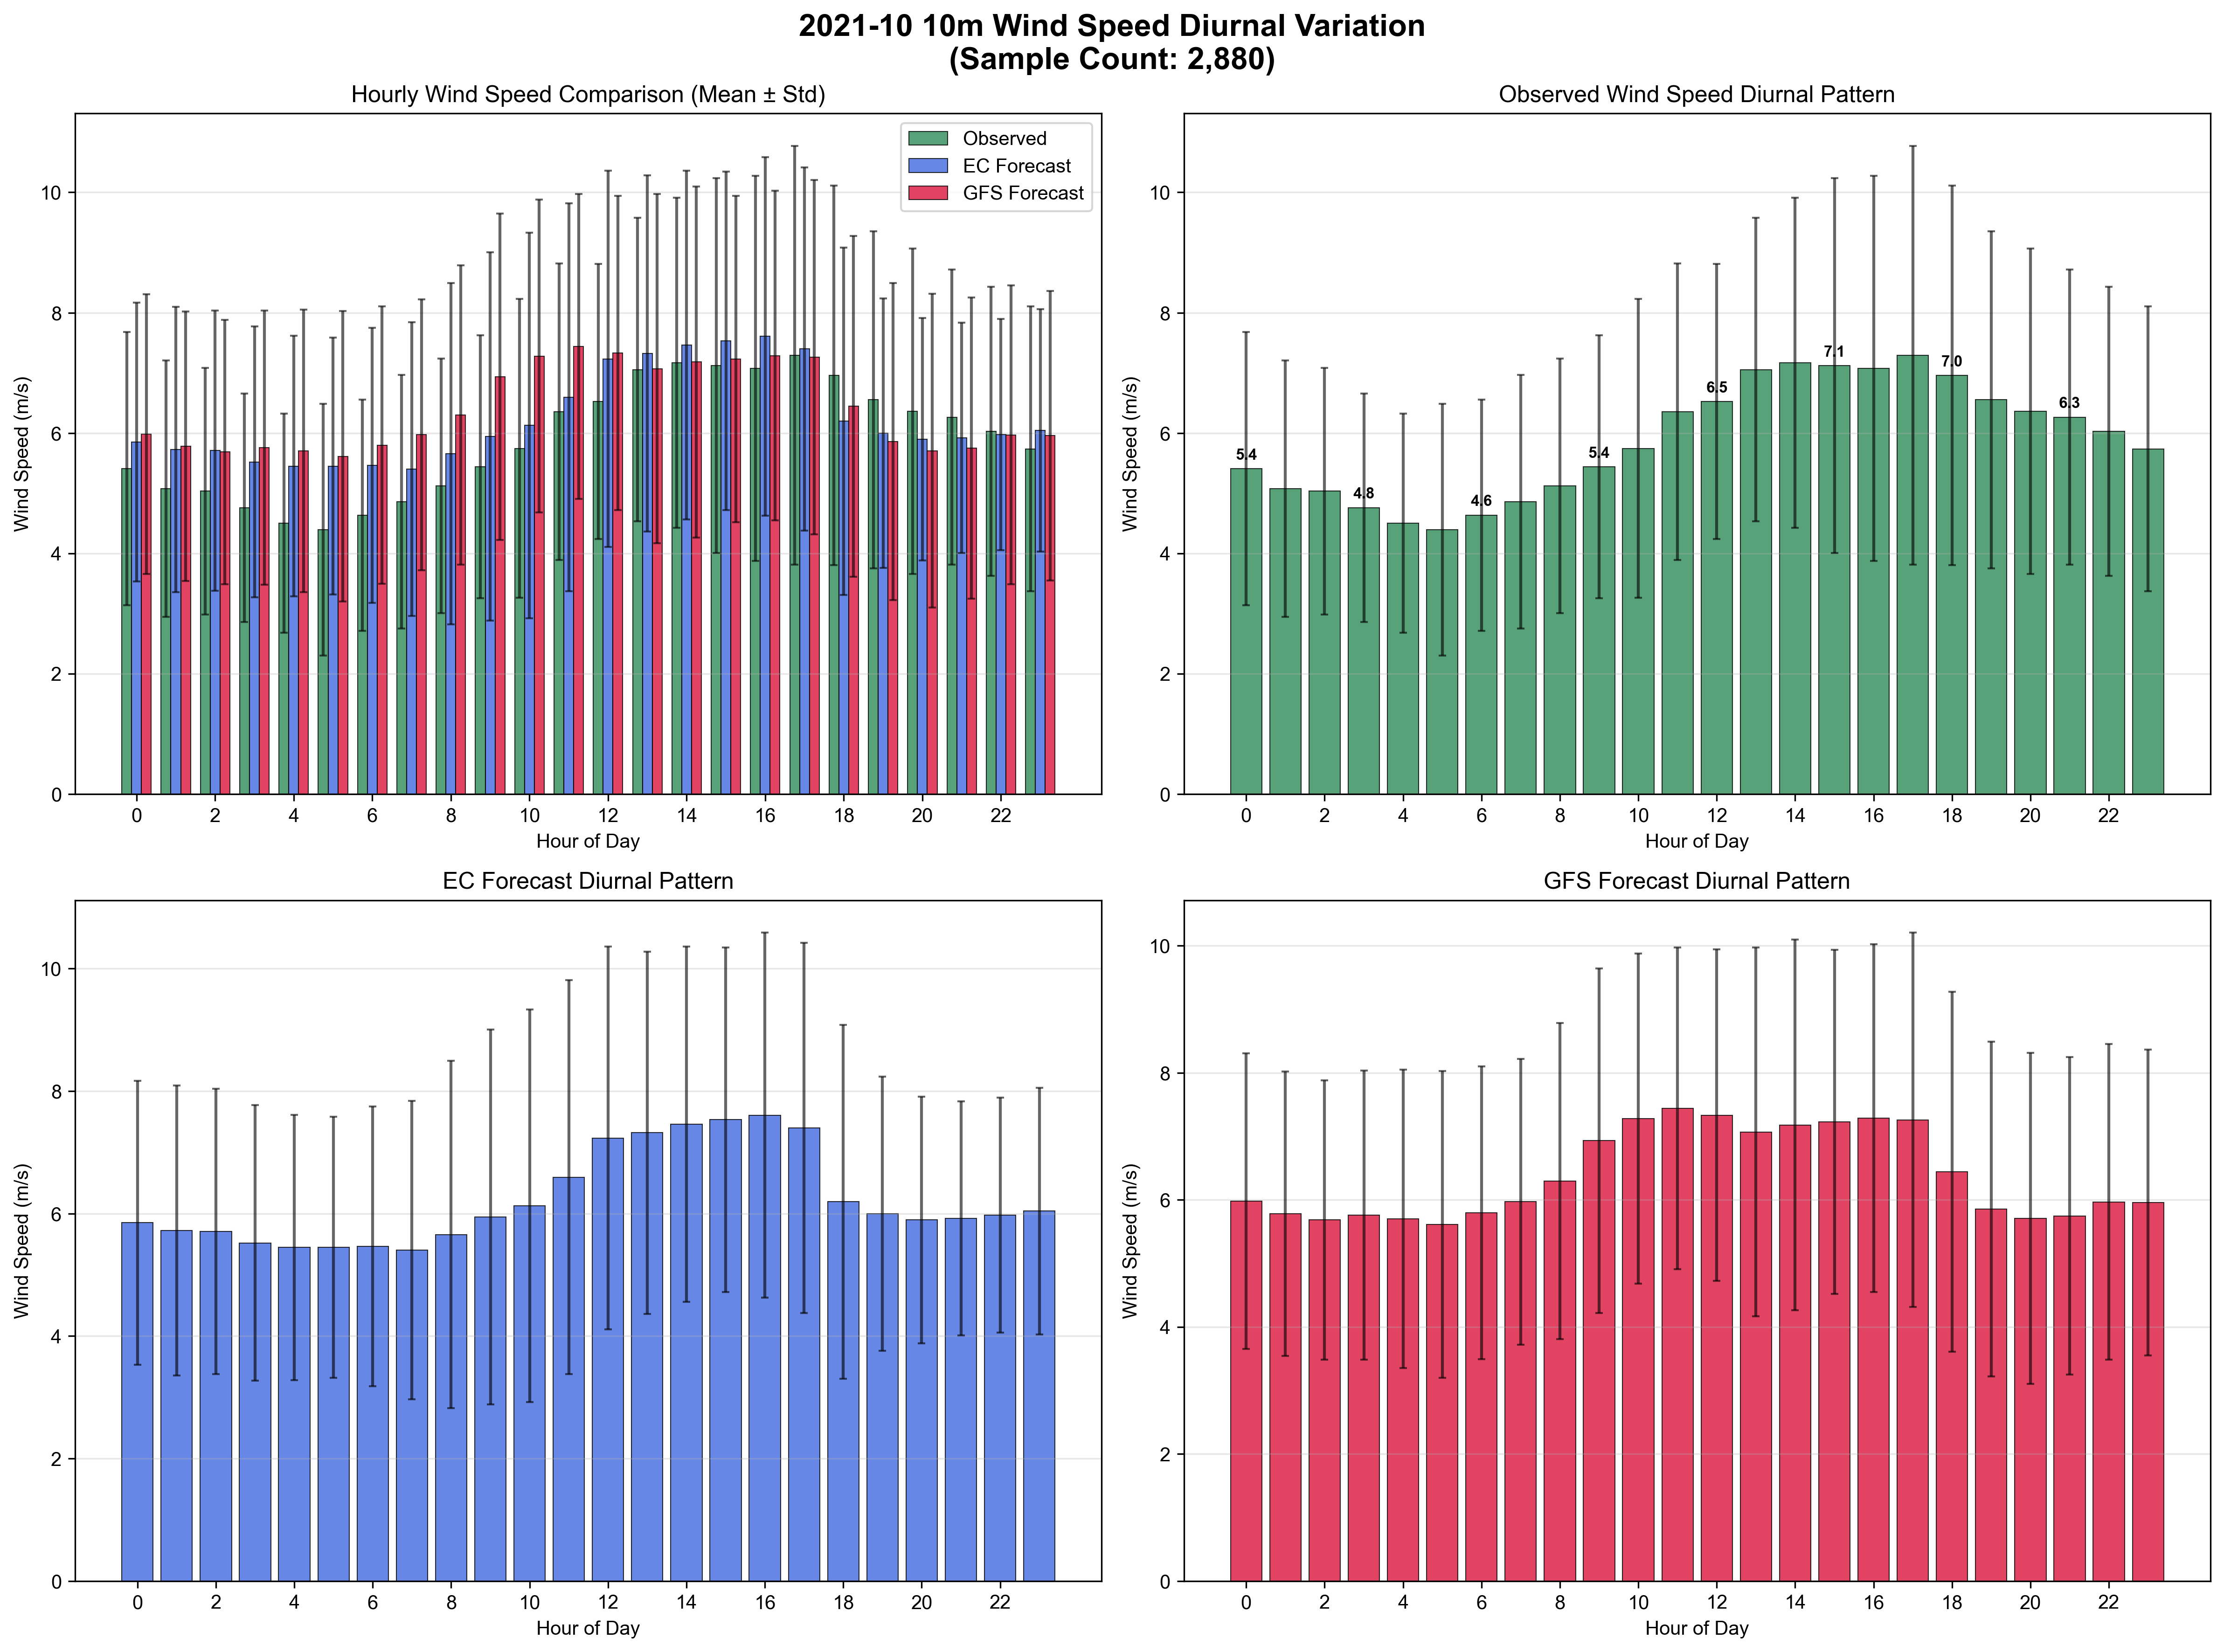 2021-10 10m Wind Speed Diurnal Variation
(Sample Count: 2,880)
Hourly Wind Speed Comparison (Mean ± Std)
Wind Speed (m/s)
10
8
6
4
2
0
Observed
EC Forecast
GFS Forecast
0 2 4 6 8 10 12 14 16 18 20 22
Hour of Day
Observed Wind Speed Diurnal Pattern
Wind Speed (m/s)
10
8
6
4
2
0
5.4 4.8 4.6 5.4 6.5 7.1 7.0 6.3
0 2 4 6 8 10 12 14 16 18 20 22
Hour of Day
EC Forecast Diurnal Pattern
Wind Speed (m/s)
10
8
6
4
2
0
0 2 4 6 8 10 12 14 16 18 20 22
Hour of Day
GFS Forecast Diurnal Pattern
Wind Speed (m/s)
10
8
6
4
2
0
0 2 4 6 8 10 12 14 16 18 20 22
Hour of Day